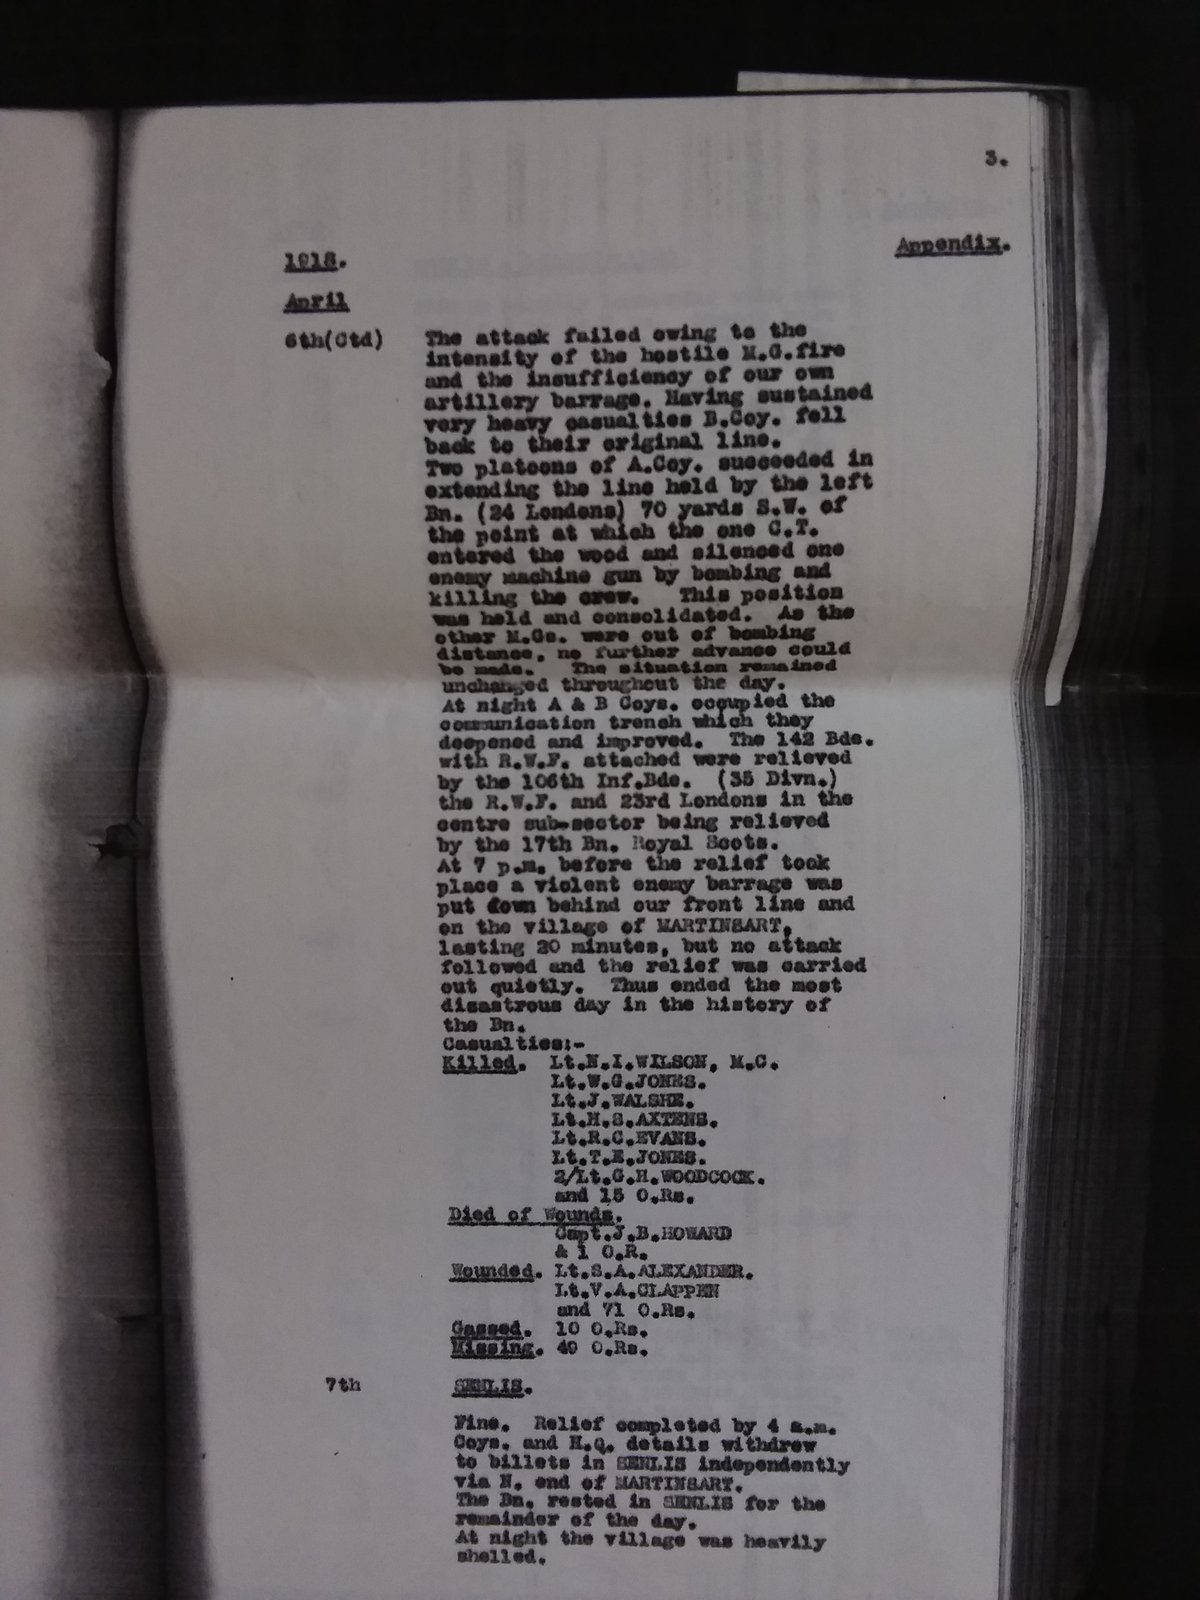 3.
Appendix.
1918.
April
6th(Ctd) The attack failed owing to the
intensity of the hostile M.G.fire
and the insufficiency of our own
artillery barrage. Having sustained
very heavy casualties B.Coy. fell
back to their original line.
Two platoons of A.Coy. succeeded in
extending the line held by the left
Bn. (24 Londons) 70 yards S.W. of
the point at which the one C.T.
entered the wood and silenced one
enemy machine gun by bombing and
killing the crew. This position
was held and consolidated. As the
other M.Gs. were out of bombing
distance, no further advance could
be made. The situation remained
unchanged throughout the day.
At night A & B Coys. occupied the
communication trench which they
deepened and improved. The 142 Bde.
with R.W.F. attached were relieved
by the 106th Inf.Bde. (35 Divn.)
the R.W.F. and 23rd Londons in the
centre sub-sector being relieved
by the 17th Bn. Royal Scots.
At 7 p.m. before the relief took
place a violent enemy barrage was
put down behind our front line and
on the village of MARTINSART,
lasting 20 minutes, but no attack
followed and the relief was carried
out quietly. Thus ended the most
disastrous day in the history of
the Bn.
Casualties:-
Killed. Lt.N.I.WILSON, M.C.
Lt.W.G.JONES.
Lt.J.WALSHE.
Lt.H.S.AXTENS.
Lt.R.C.EVANS.
Lt.T.E.JONES.
2/Lt.G.H.WOODCOCK.
and 15 O.Rs.
Died of Wounds.
Capt.J.B.HOWARD
& 1 O.R.
Wounded. Lt.S.A.ALEXANDER.
Lt.V.A.CLAPPEN
and 71 O.Rs.
Gassed. 10 O.Rs.
Missing. 40 O.Rs.
7th SENLIS.
Fine. Relief completed by 4 a.m.
Coys. and H.Q. details withdrew
to billets in SENLIS independently
via N. end of MARTINSART.
The Bn. rested in SENLIS for the
remainder of the day.
At night the village was heavily
shelled.